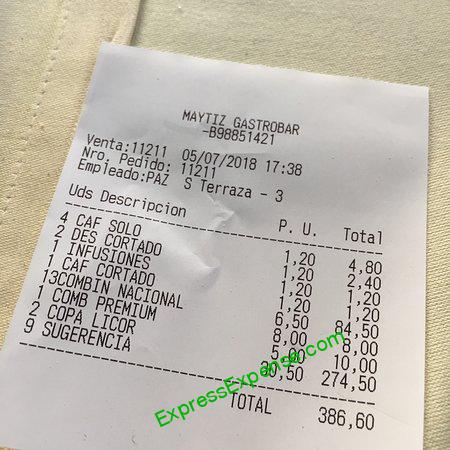 MAYTIZ GASTROBAR
-B98851421
Venta:11211 05/07/2018 17:38
Nro. Pedido: 11211
Empleado:PAZ S Terraza - 3
Uds Descripcion P. U. Total
4 CAF SOLO 1,20 4,80
2 DES CORTADO 1,20 2,40
1 INFUSIONES 1,20 1,20
1 CAF CORTADO 1,20 1,20
13COMBIN NACIONAL 6,50 84,50
1 COMB PREMIUM 8,00 8,00
2 COPA LICOR 5,00 10,00
9 SUGERENCIA 30,50 274,50
TOTAL 386,60
ExpressExpense.com